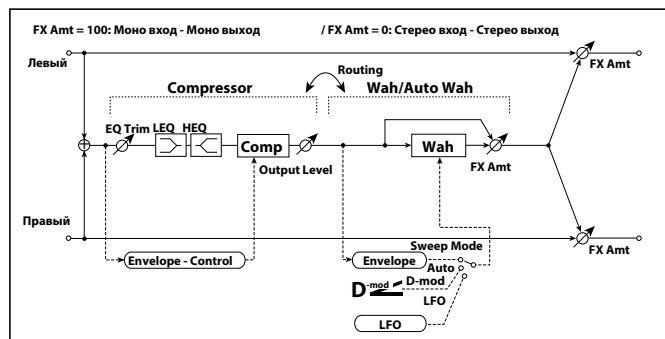 FX Amt = 100: Моно вход - Моно выход / FX Amt = 0: Стерео вход - Стерео выход
Левый
FX Amt
Routing
Compressor
Wah/Auto Wah
EQ Trim LEQ HEQ
Comp
Wah
Output Level
FX Amt
Правый
FX Amt
Sweep Mode
Envelope - Control
Envelope
Auto
D-mod
D-mod
LFO
LFO